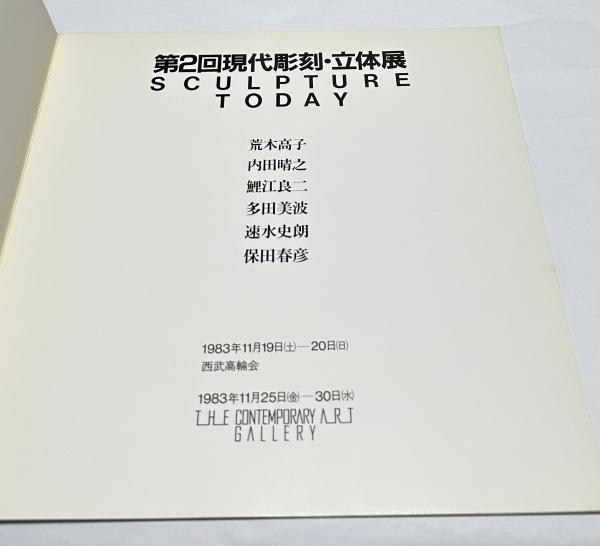 第2回現代彫刻・立体展
SCULPTURE
TODAY
荒木高子
内田晴之
鯉江良二
多田美波
速水史朗
保田春彦
1983年11月19日(土)—20日(日)
西武高輪会
1983年11月25日(金)—30日(水)
THE CONTEMPORARY ART
GALLERY